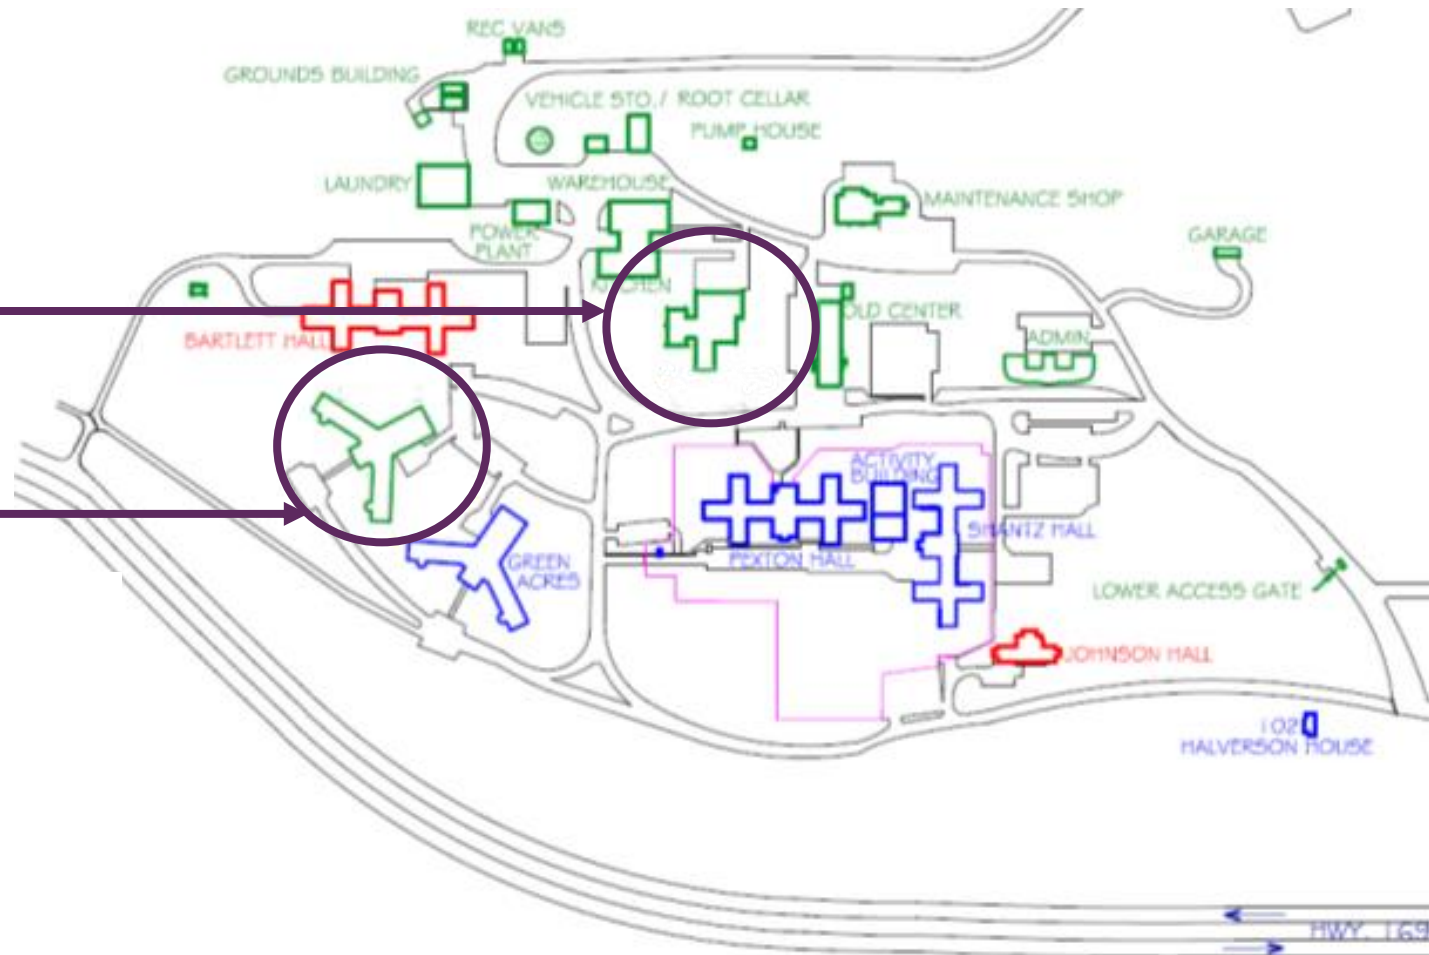 REC VANS
GROUNDS BUILDING
VEHICLE STO./ ROOT CELLAR
PUMP HOUSE
LAUNDRY
WAREHOUSE
MAINTENANCE SHOP
POWER
PLANT
GARAGE
KITCHEN
OLD CENTER
BARTLETT HALL
ADMIN
ACTIVITY
BUILDING
SHANTZ HALL
PEXTON HALL
GREEN
ACRES
LOWER ACCESS GATE
JOHNSON HALL
102
HALVERSON HOUSE
HWY. 169